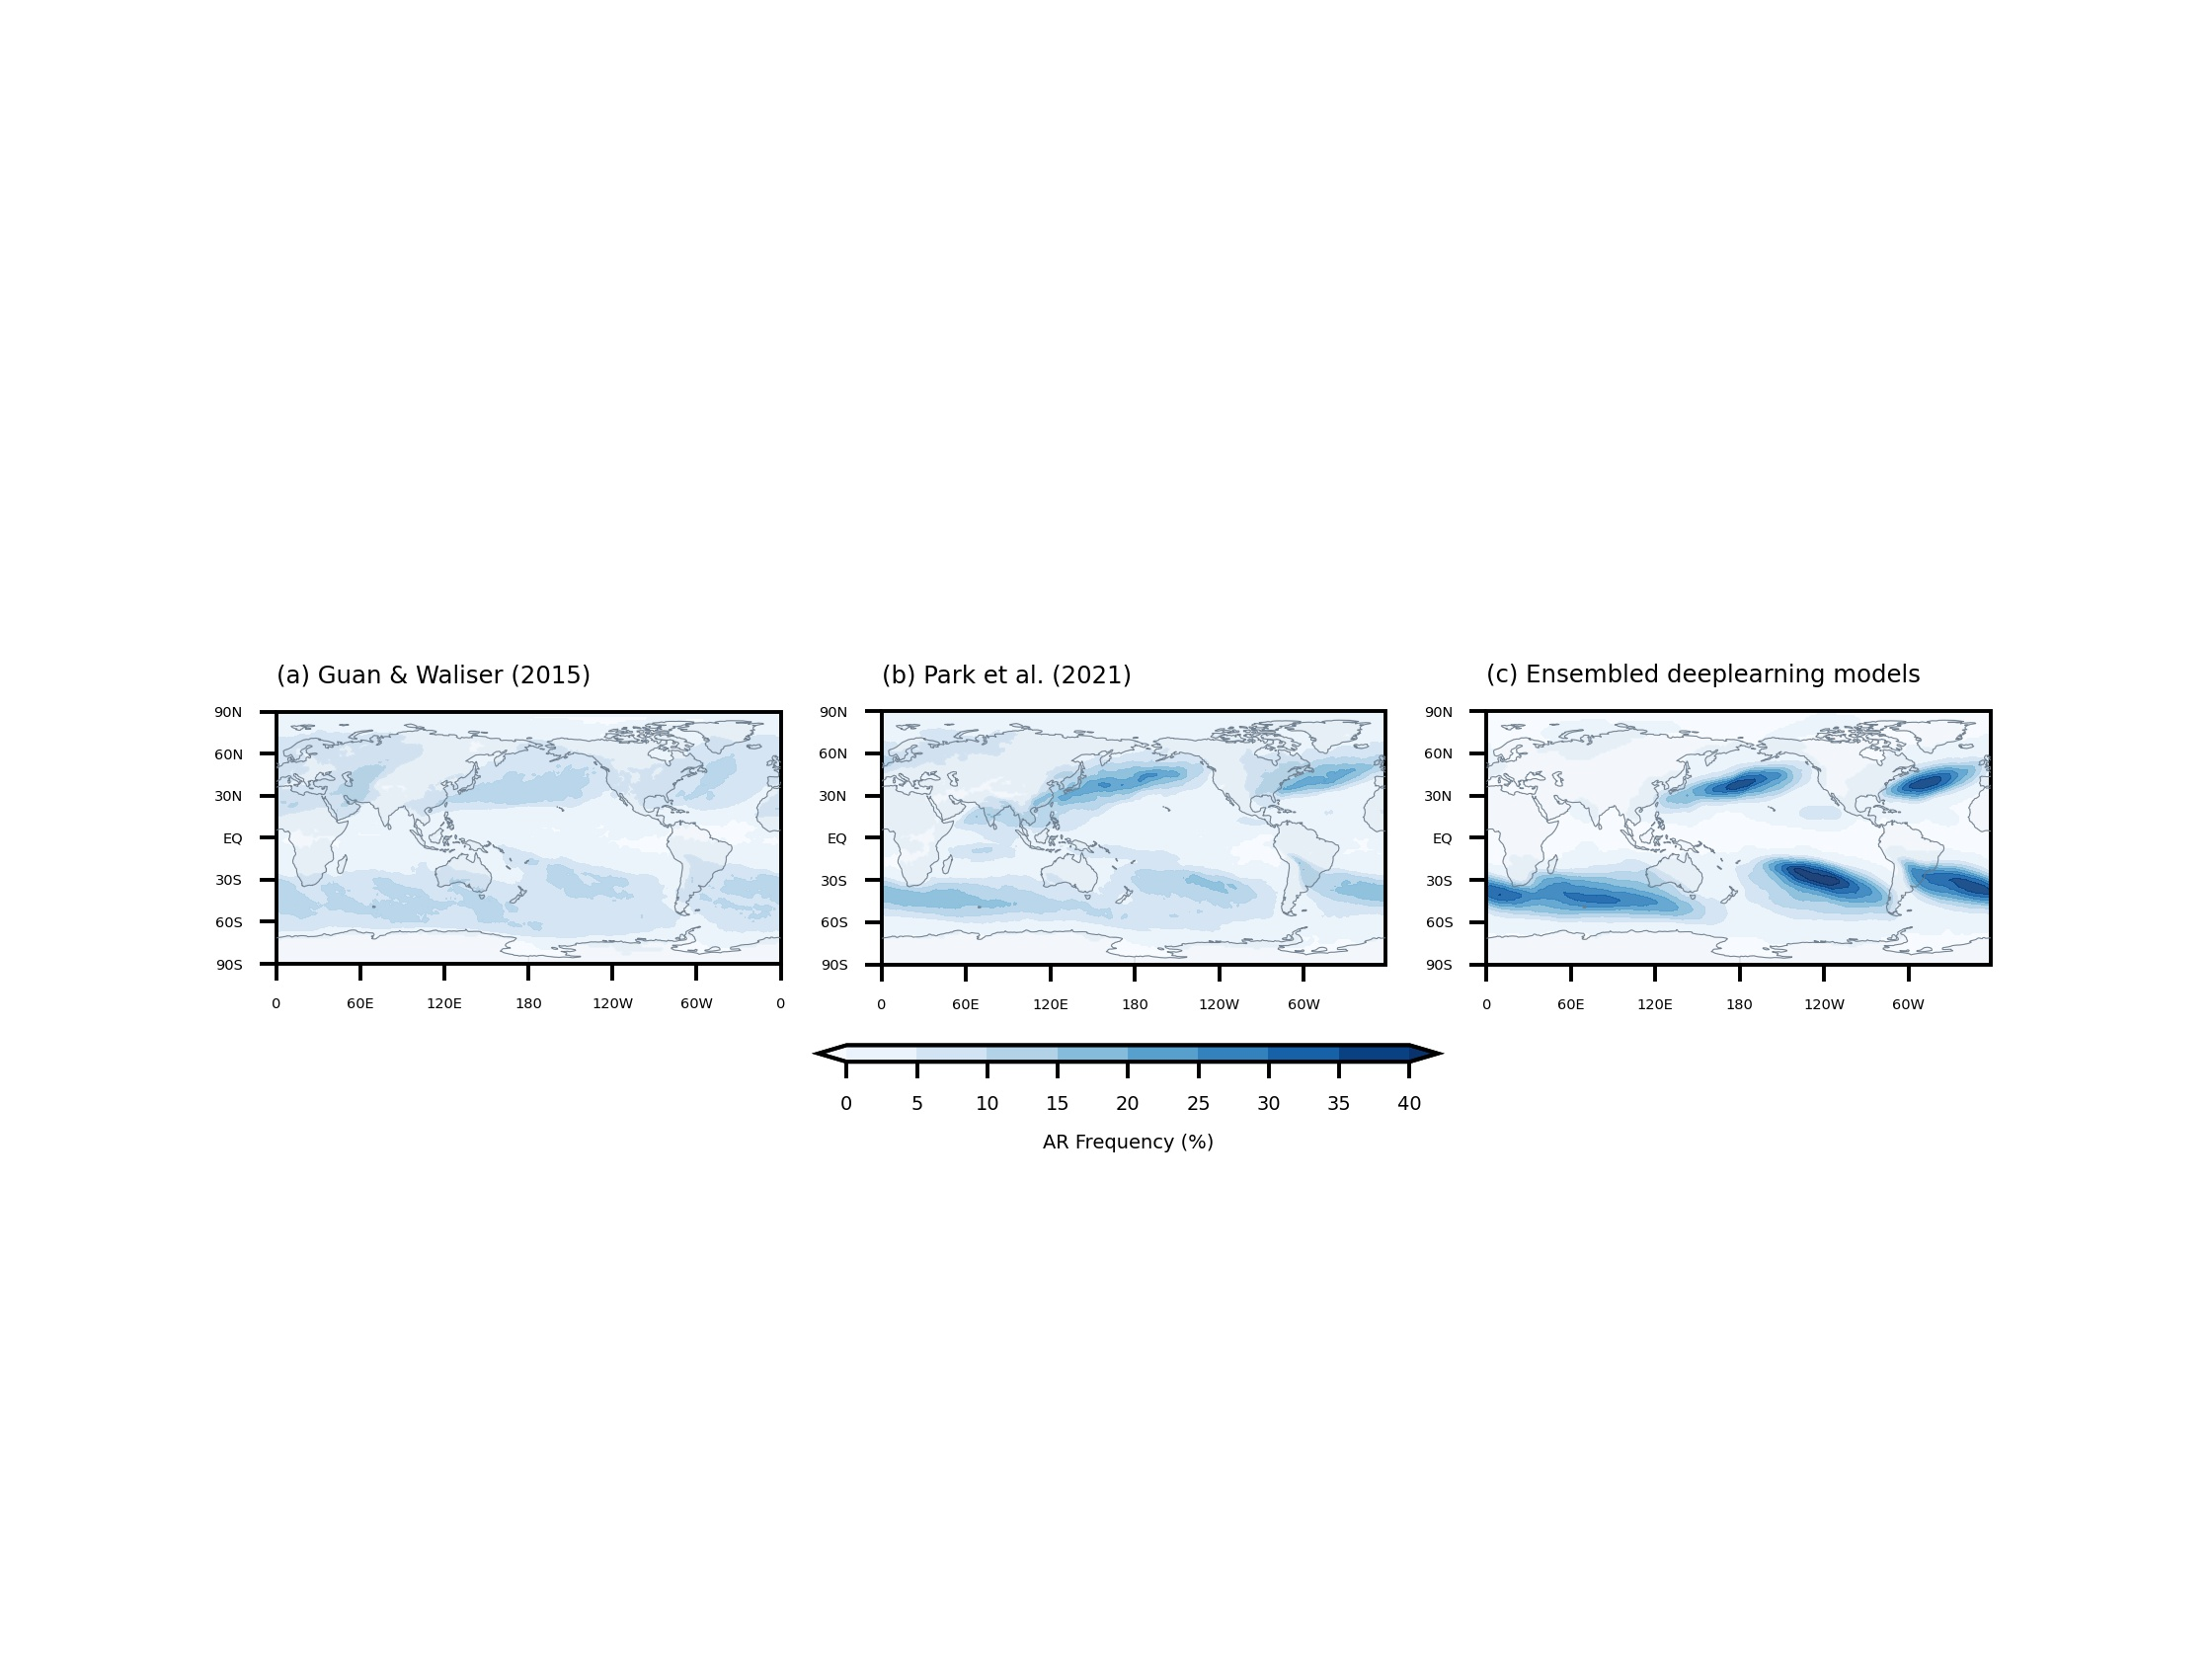 (a) Guan & Waliser (2015)
90N
60N
30N
EQ
30S
60S
90S
0 60E 120E 180 120W 60W 0
(b) Park et al. (2021)
90N
60N
30N
EQ
30S
60S
90S
0 60E 120E 180 120W 60W
(c) Ensembled deeplearning models
90N
60N
30N
EQ
30S
60S
90S
0 60E 120E 180 120W 60W
0 5 10 15 20 25 30 35 40
AR Frequency (%)